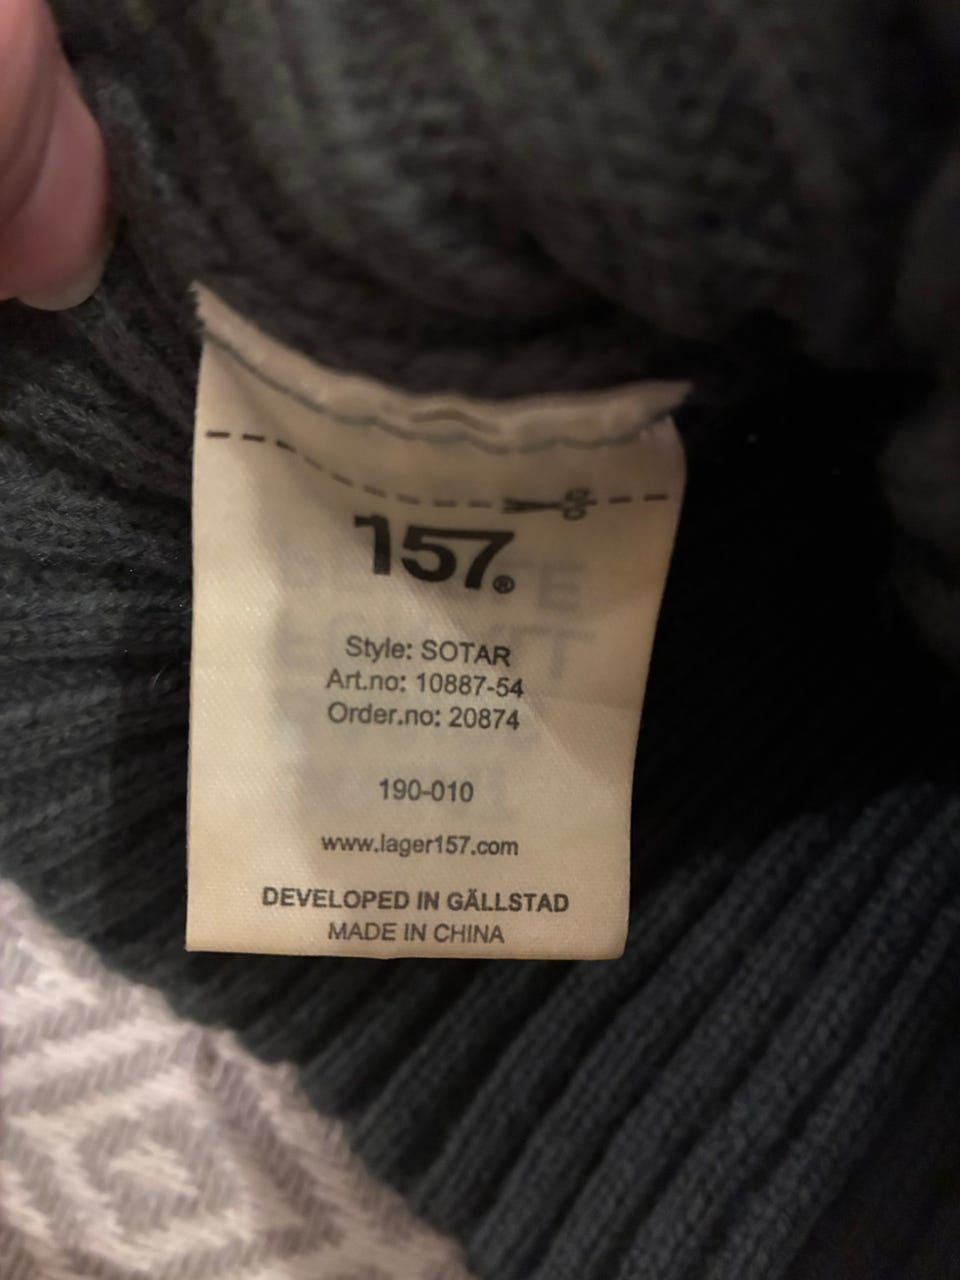 157®
Style: SOTAR
Art.no: 10887-54
Order.no: 20874
190-010
www.lager157.com
DEVELOPED IN GÄLLSTAD
MADE IN CHINA